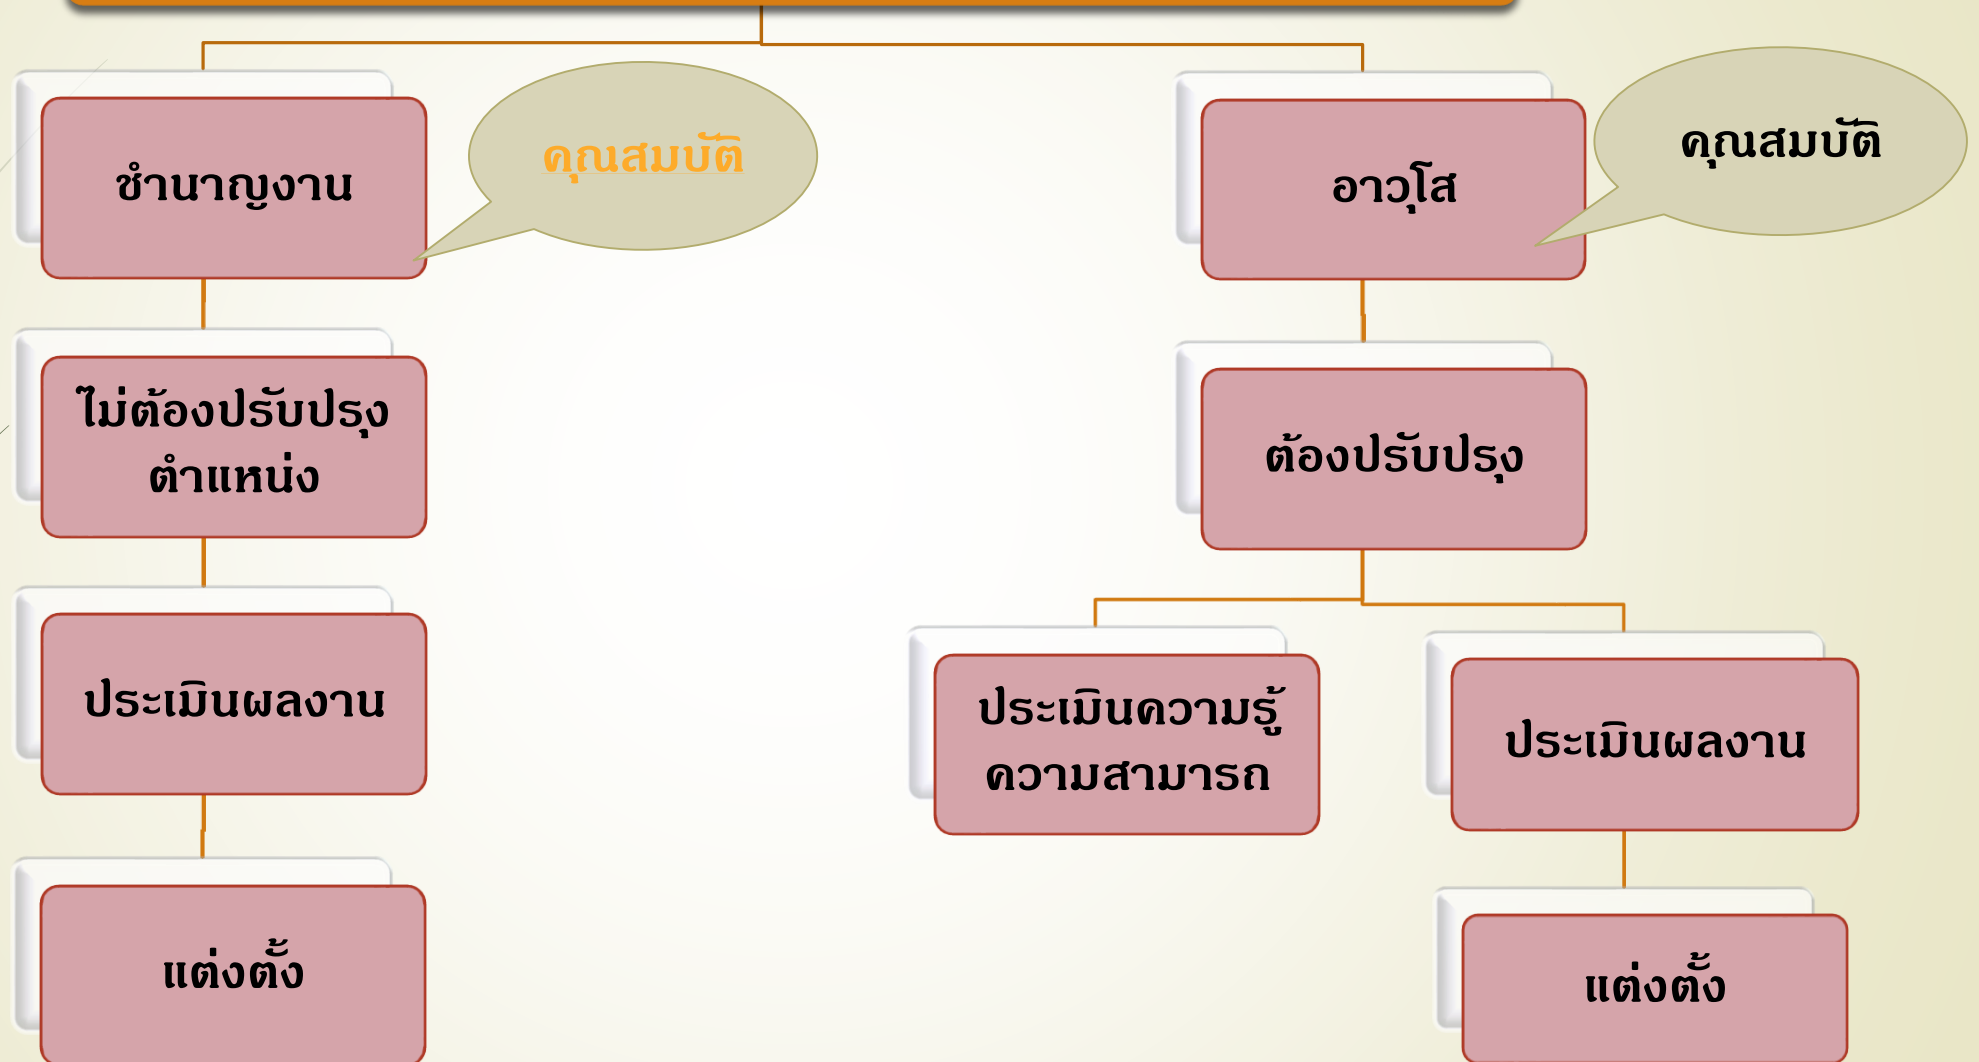 ชำนาญงาน
คุณสมบัติ
ไม่ต้องปรับปรุง
ตำแหน่ง
ประเมินผลงาน
แต่งตั้ง
อาวุโส
คุณสมบัติ
ต้องปรับปรุง
ประเมินความรู้
ความสามารถ
ประเมินผลงาน
แต่งตั้ง